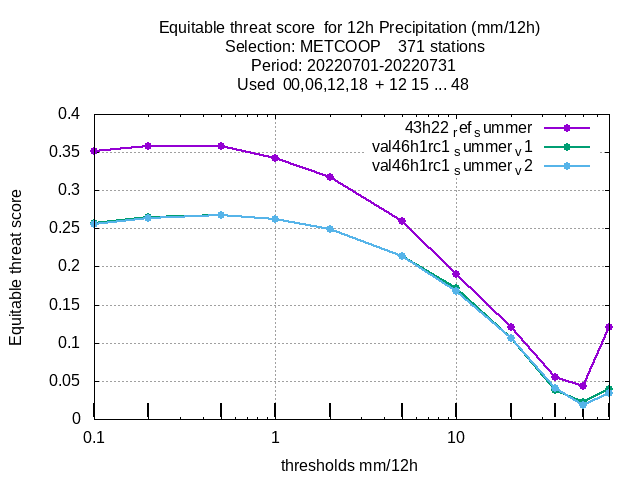 Equitable threat score for 12h Precipitation (mm/12h)
Selection: METCOOP 371 stations
Period: 20220701-20220731
Used 00,06,12,18 + 12 15 ... 48
43h22 ref summer
val46h1rc1 summer v1
val46h1rc1 summer v2
0.4
0.35
0.3
0.25
0.2
0.15
0.1
0.05
0
Equitable threat score
0.1 1 10
thresholds mm/12h